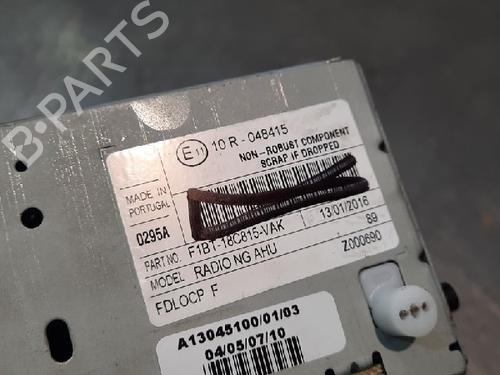 B-PARTS
E11 10 R - 048415
NON - ROBUST COMPONENT
SCRAP IF DROPPED
MADE IN
PORTUGAL
0295A
PART NO. F1BT-18C815-VAK 13/01/2016
MODEL RADIO NG AHU 89
FDLOCP F Z000690
A13045100/01/03
04/05/07/10